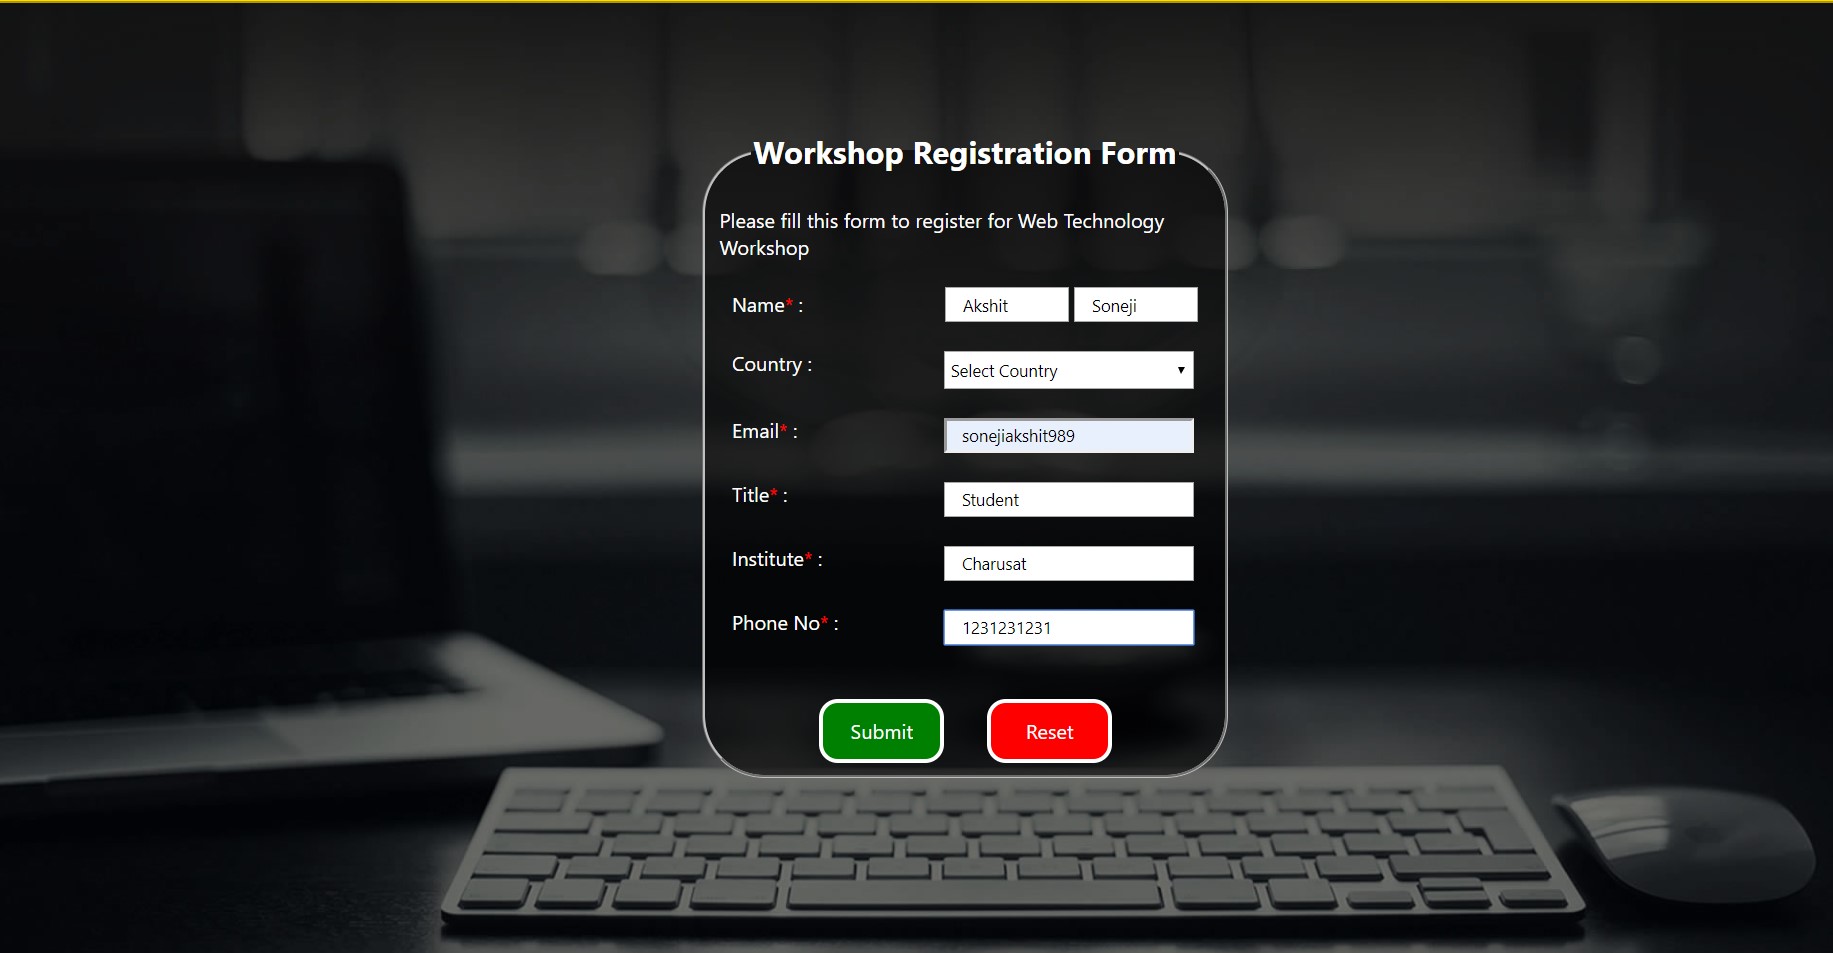 Workshop Registration Form
Please fill this form to register for Web Technology
Workshop
Name* : Akshit Soneji
Country : Select Country
Email* : sonejiakshit989
Title* : Student
Institute* : Charusat
Phone No* : 1231231231
Submit Reset